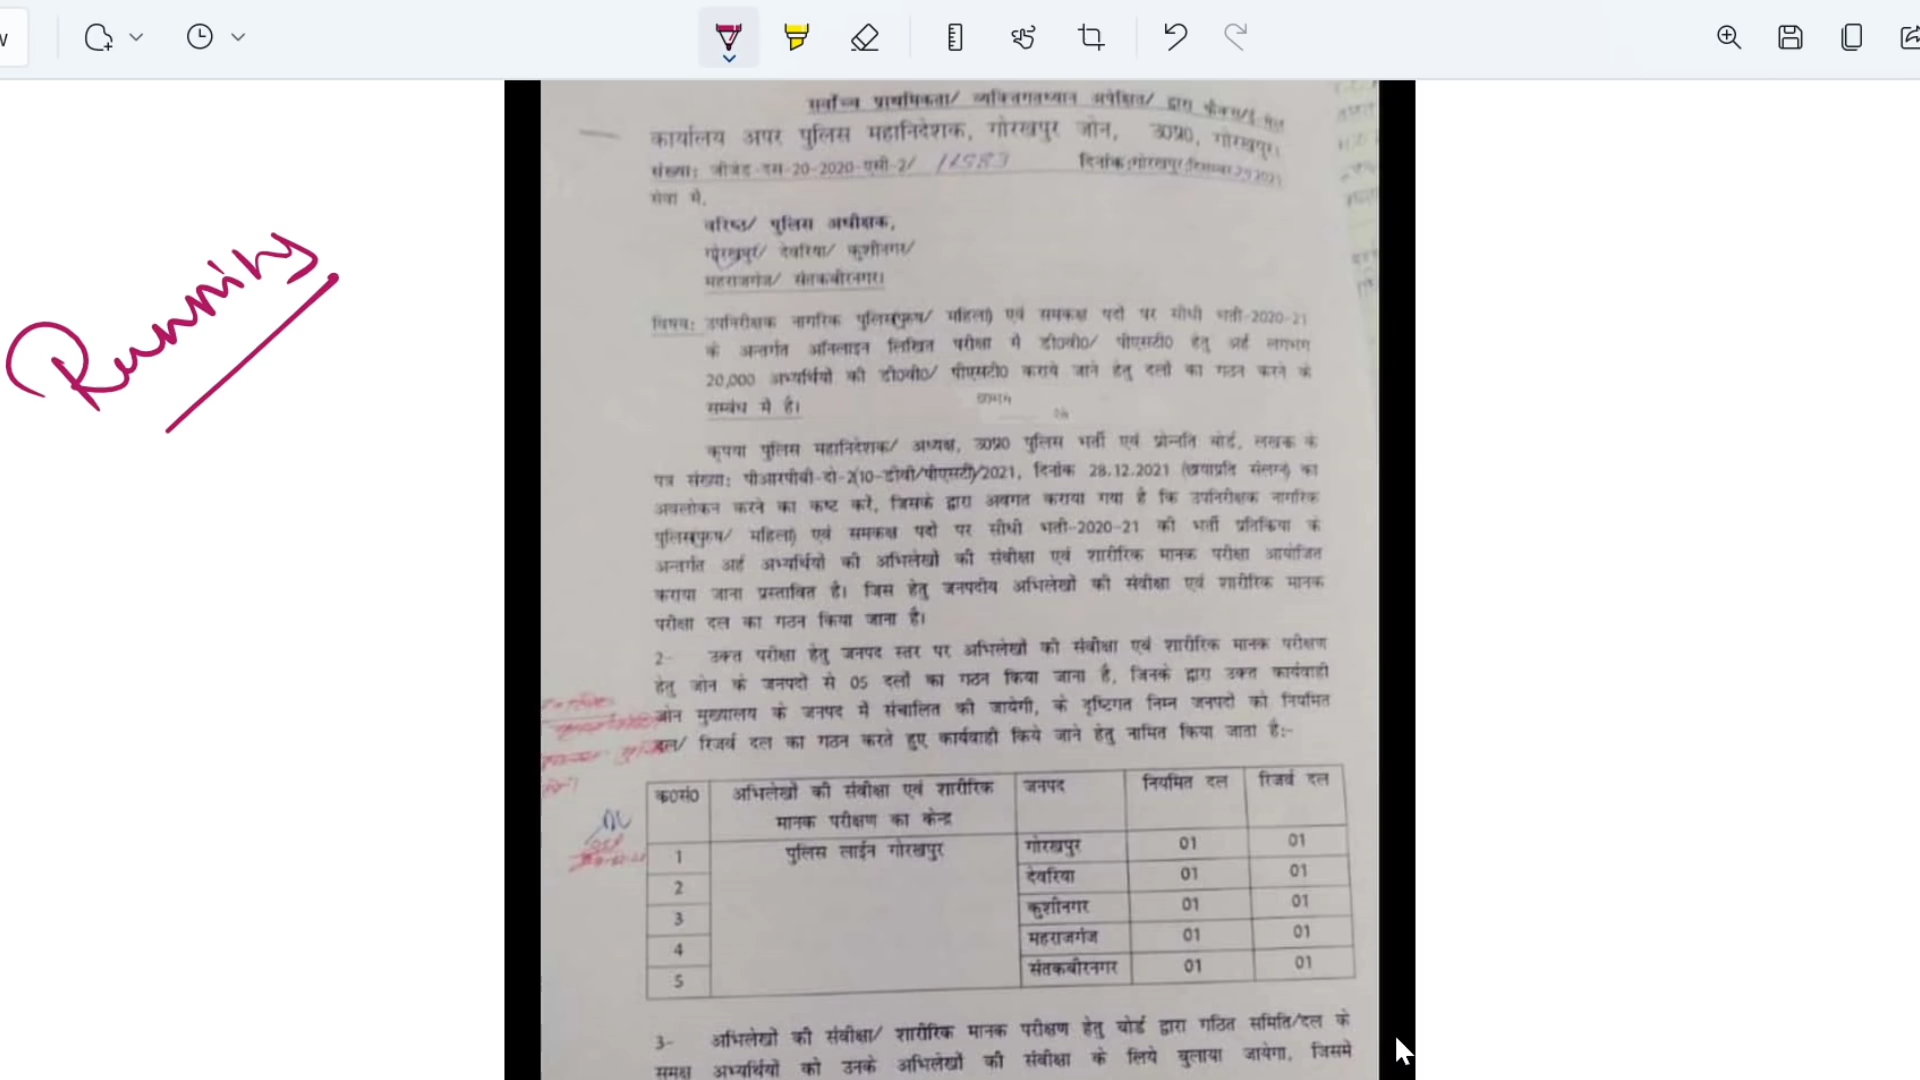 Running
सर्वोच्च प्राथमिकता/ व्यक्तिगतध्यान अपेक्षित/ द्वारा फैक्स/ई मेल
कार्यालय अपर पुलिस महानिदेशक, गोरखपुर जोन, उ0प्र0, गोरखपुर।
संख्या: जीजेड-दस-20-2020-एसी-2/ दिनांक:गोरखपुर:दिसम्बर 2021
सेवा में,
वरिष्ठ/ पुलिस अधीक्षक,
गोरखपुर/ देवरिया/ कुशीनगर/
महराजगंज/ संतकबीरनगर।
विषय: उपनिरीक्षक नागरिक पुलिस(पुरूष/ महिला) एवं समकक्ष पदों पर सीधी भर्ती-2020-21
के अन्तर्गत ऑनलाइन लिखित परीक्षा में डी0वी0/ पीएसटी0 हेतु अर्ह लगभग
20,000 अभ्यर्थियों की डी0वी0/ पीएसटी0 कराये जाने हेतु दलों का गठन करने के
सम्बंध में है।
कृपया पुलिस महानिदेशक/ अध्यक्ष, उ0प्र0 पुलिस भर्ती एवं प्रोन्नति बोर्ड, लखनऊ के
पत्र संख्या: पीआरपीबी-दो-2(10-डीवी/पीएसटी)/2021, दिनांक 28.12.2021 (छायाप्रति संलग्न) का
अवलोकन करने का कष्ट करें, जिसके द्वारा अवगत कराया गया है कि उपनिरीक्षक नागरिक
पुलिस(पुरूष/ महिला) एवं समकक्ष पदों पर सीधी भर्ती-2020-21 की भर्ती प्रतिकिया के
अन्तर्गत अर्ह अभ्यर्थियों की अभिलेखों की संवीक्षा एवं शारीरिक मानक परीक्षा आयोजित
कराया जाना प्रस्तावित है। जिस हेतु जनपदीय अभिलेखों की संवीक्षा एवं शारीरिक मानक
परीक्षा दल का गठन किया जाना है।
2- उक्त परीक्षा हेतु जनपद स्तर पर अभिलेखों की संवीक्षा एवं शारीरिक मानक परीक्षण
हेतु जोन के जनपदों से 05 दलों का गठन किया जाना है, जिनके द्वारा उक्त कार्यवाही
जोन मुख्यालय के जनपद में संचालित की जायेगी, के दृष्टिगत निम्न जनपदों को नियमित
दल/ रिजर्व दल का गठन करते हुए कार्यवाही किये जाने हेतु नामित किया जाता है:-
क0सं0 अभिलेखों की संवीक्षा एवं शारीरिक मानक परीक्षण का केन्द्र जनपद नियमित दल रिजर्व दल
1 पुलिस लाईन गोरखपुर गोरखपुर 01 01
2 देवरिया 01 01
3 कुशीनगर 01 01
4 महराजगंज 01 01
5 संतकबीरनगर 01 01
3- अभिलेखों की संवीक्षा/ शारीरिक मानक परीक्षण हेतु बोर्ड द्वारा गठित समिति/दल के
समक्ष अभ्यर्थियों को उनके अभिलेखों की संवीक्षा के लिये बुलाया जायेगा, जिसमें